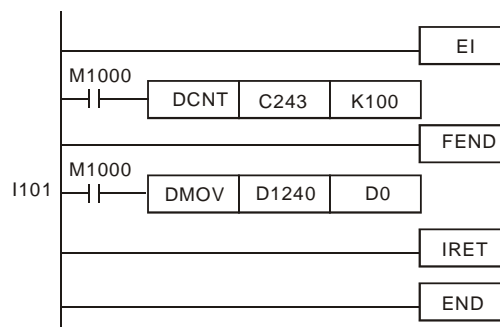 EI
M1000
DCNT C243 K100
FEND
M1000
I101 DMOV D1240 D0
IRET
END